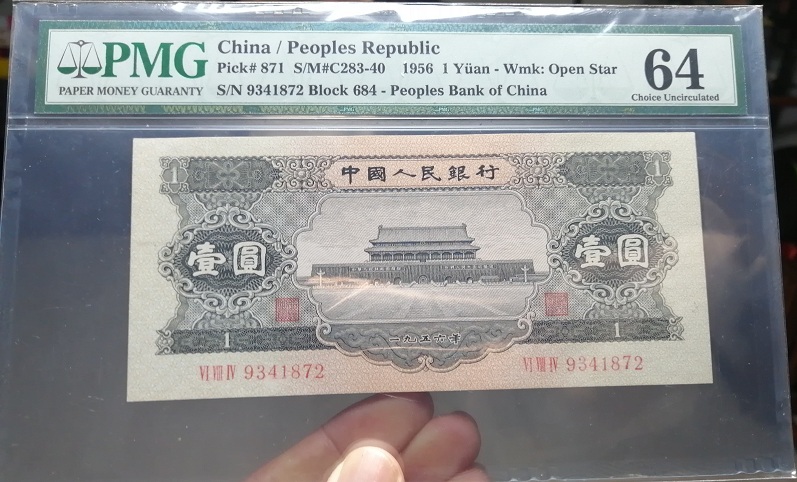 PMG
PAPER MONEY GUARANTY
China / Peoples Republic
Pick# 871 S/M#C283-40 1956 1 Yüan - Wmk: Open Star
S/N 9341872 Block 684 - Peoples Bank of China
64
Choice Uncirculated
1 1
中國人民銀行
壹圓 壹圓
1 1
一九五六年
VI VIII IV 9341872 VI VIII IV 9341872